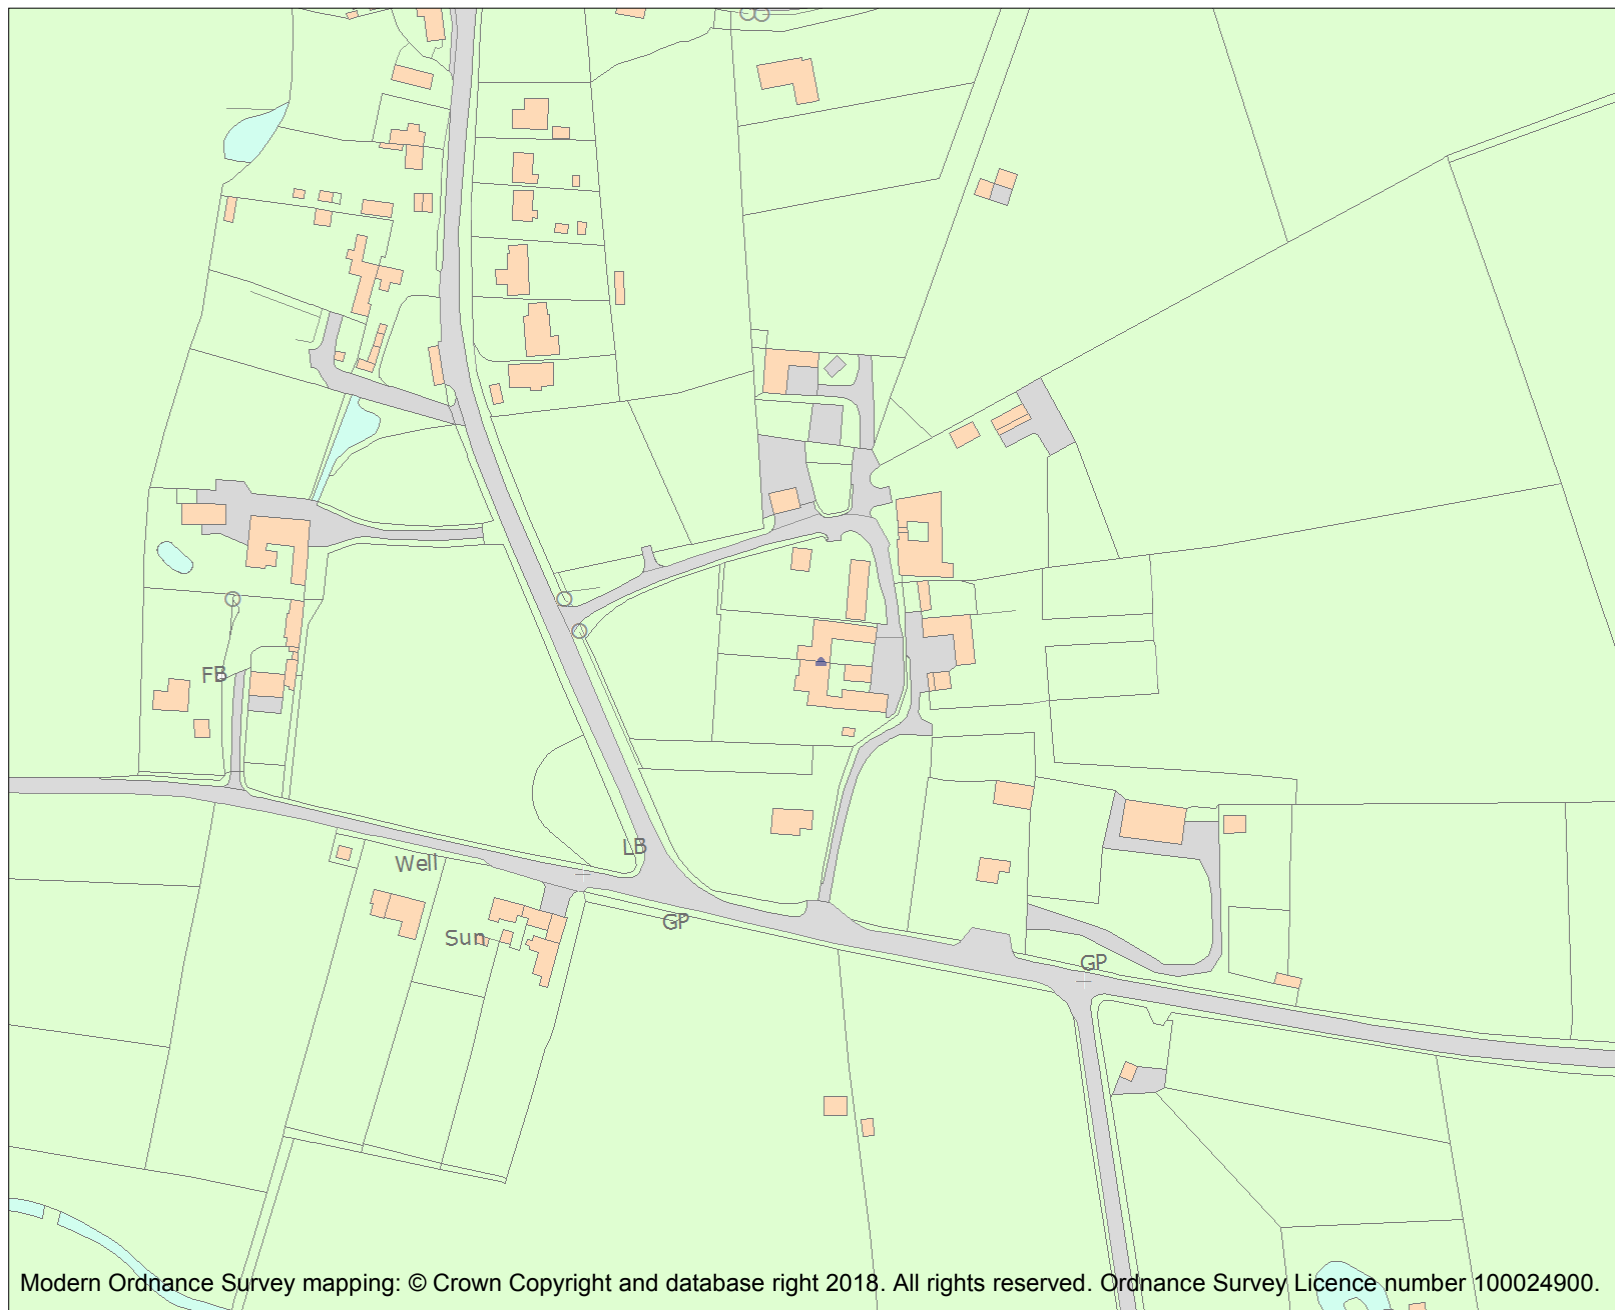 FB
LB
Well
GP
Sun
GP
Modern Ordnance Survey mapping: © Crown Copyright and database right 2018. All rights reserved. Ordnance Survey Licence number 100024900.